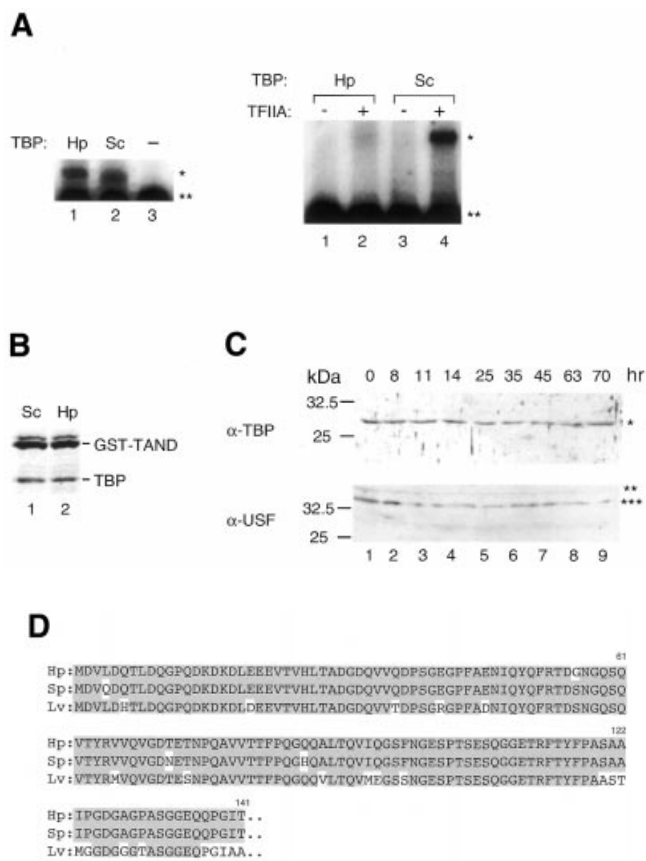 A
TBP: Hp Sc –
*
**
1 2 3
TBP: Hp Sc
TFIIA: - + - +
*
**
1 2 3 4
B
Sc Hp
GST-TAND
TBP
1 2
C
kDa 0 8 11 14 25 35 45 63 70 hr
32.5
α-TBP
*
25
**
α-USF
32.5
***
25
1 2 3 4 5 6 7 8 9
D
61
Hp:MDVLDQTLDQGPQDKDKDLEEEVTVHLTADGDQVVQDPSGEGPFAENIQYQFRTDGNGQSQ
Sp:MDVQDQTLDQGPQDKDKDLEEEVTVHLTADGDQVVQDPSGEGPFAENIQYQFRTDSNGQSQ
Lv:MDVLDHTLDQGPQDKDKDLDEEVTVHLTADGDQVVTDPSGRGPFADNIQYQFRTDSNGQSQ
122
Hp:VTYRVVQVGDTETNPQAVVTTFPQGQQALTQVIQGSFNGESPTSESQGGETRFTYFPASAA
Sp:VTYRVVQVGDNETNPQAVVTTFPQGHQALTQVIQGSFNGESPTSESQGGETRFTYFPASAA
Lv:VTYRMVQVGDTESNPQAVVTTFPQGQQVLTQVMEGSSNGESPTSESQGGETRFTYFPAAST
141
Hp:IPGDGAGPASGGEQQPGIT..
Sp:IPGDGAGPASGGEQQPGIT..
Lv:MGGDGGGTASGGEQPGIAA..